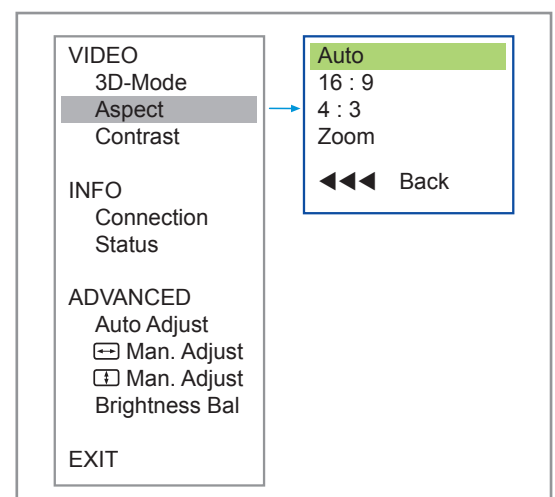 VIDEO
3D-Mode
Aspect
Contrast
INFO
Connection
Status
ADVANCED
Auto Adjust
Man. Adjust
Man. Adjust
Brightness Bal
EXIT
Auto
16 : 9
4 : 3
Zoom
Back